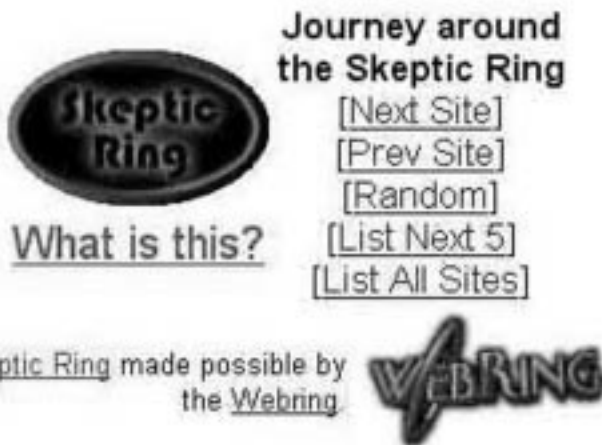 Skeptic
Ring
What is this?
Journey around
the Skeptic Ring
[Next Site]
[Prev Site]
[Random]
[List Next 5]
[List All Sites]
ptic Ring made possible by
the Webring
WEBRING